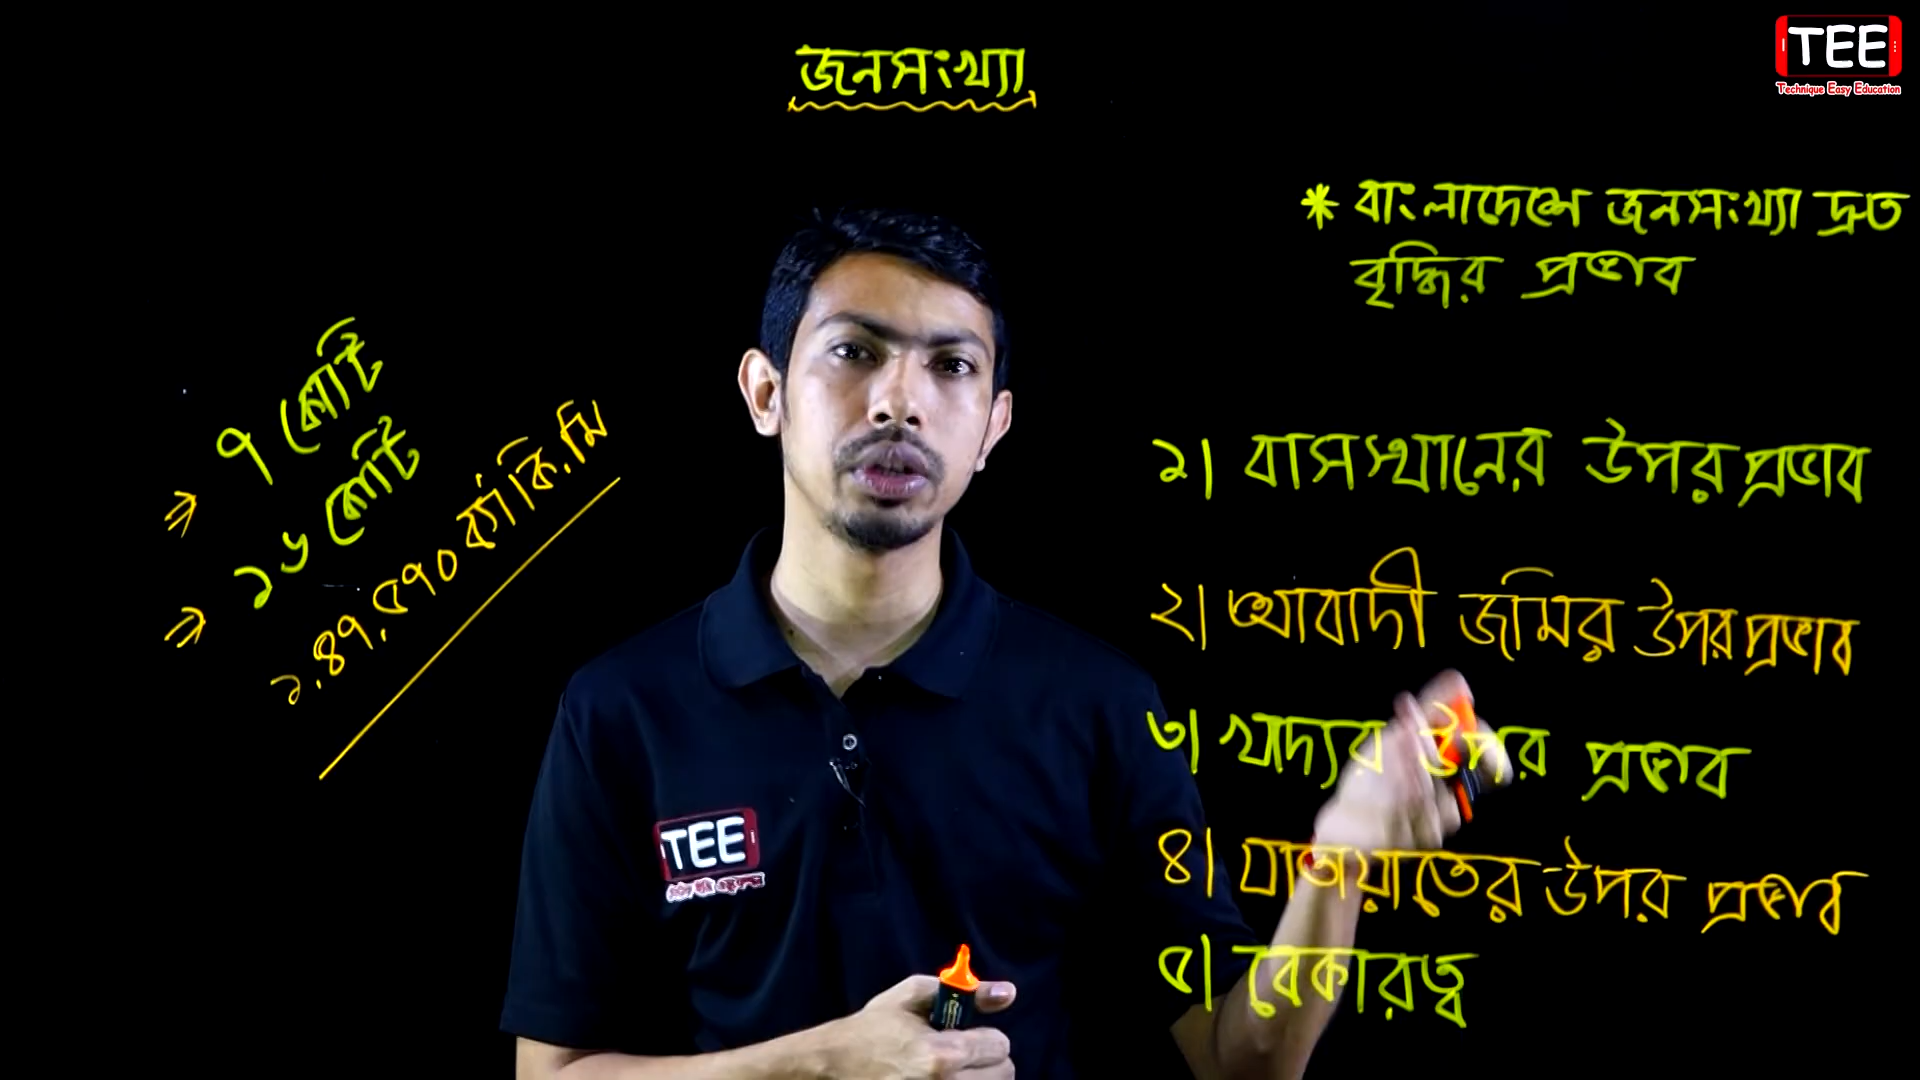 জনসংখ্যা
TEE
Technique Easy Education
* বাংলাদেশে জনসংখ্যা দ্রুত
বৃদ্ধির প্রভাব
৭ কোটি
⇒ ১৬ কোটি
⇒ ১.৪৭,৫৭০ কি.মি
১। বাসস্থানের উপর প্রভাব
২। আবাদী জমির উপর প্রভাব
৩। খাদ্যর উপর প্রভাব
৪। যাতায়াতের উপর প্রভাব
৫। বেকারত্ব
TEE